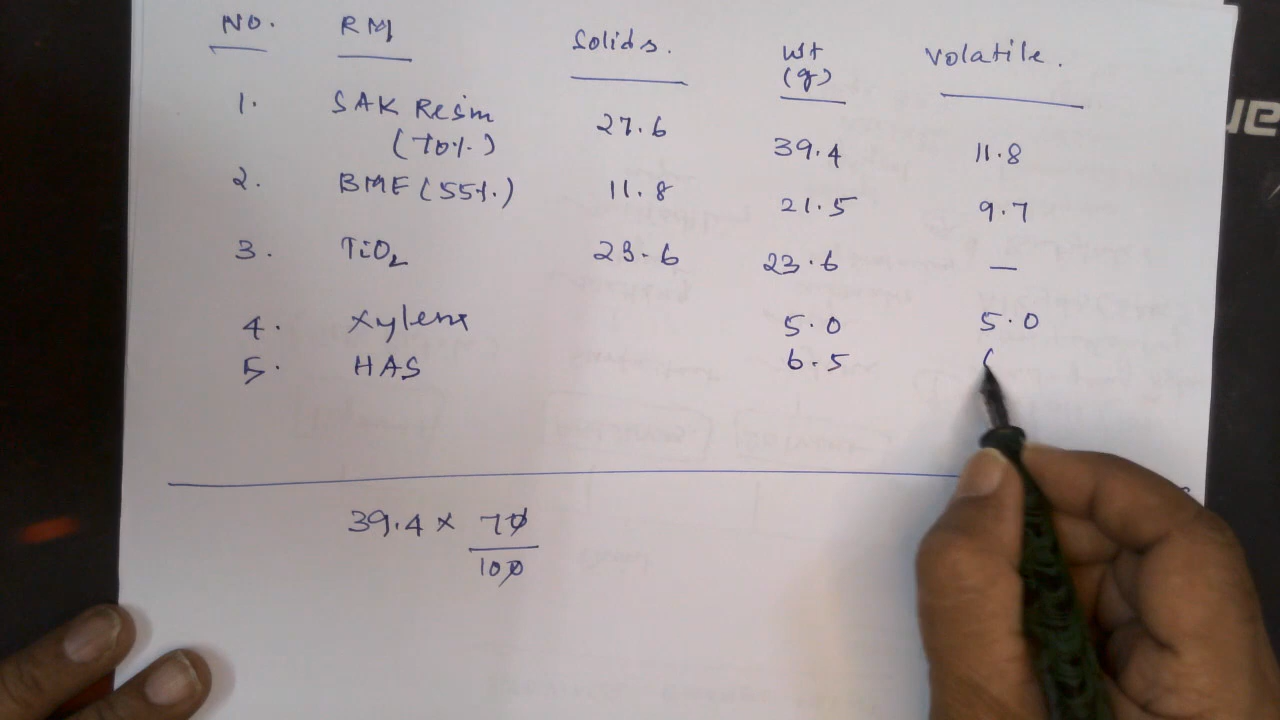 NO. RM Solids. Wt (g) Volatile.
1. SAK Resin (70%) 27.6 39.4 11.8
2. BME (55%) 11.8 21.5 9.7
3. TiO2 23.6 23.6 —
4. Xylene 5.0 5.0
5. HAS 6.5
39.4 × 70
100